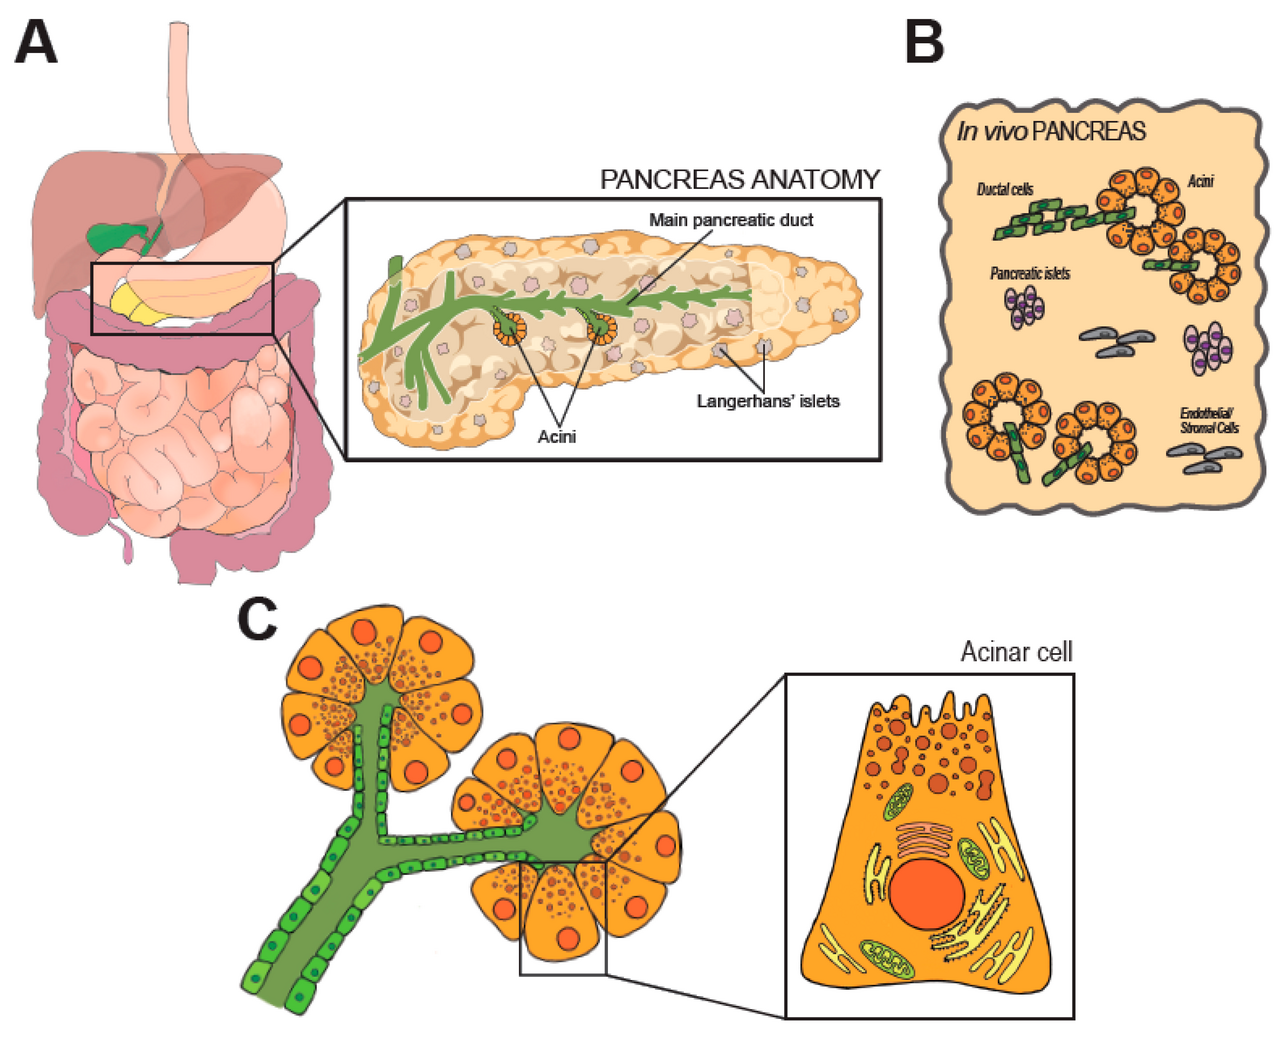 A
B
PANCREAS ANATOMY
Main pancreatic duct
Acini
Langerhans’ islets
In vivo PANCREAS
Ductal cells
Acini
Pancreatic islets
Endothelial/
Stromal Cells
C
Acinar cell